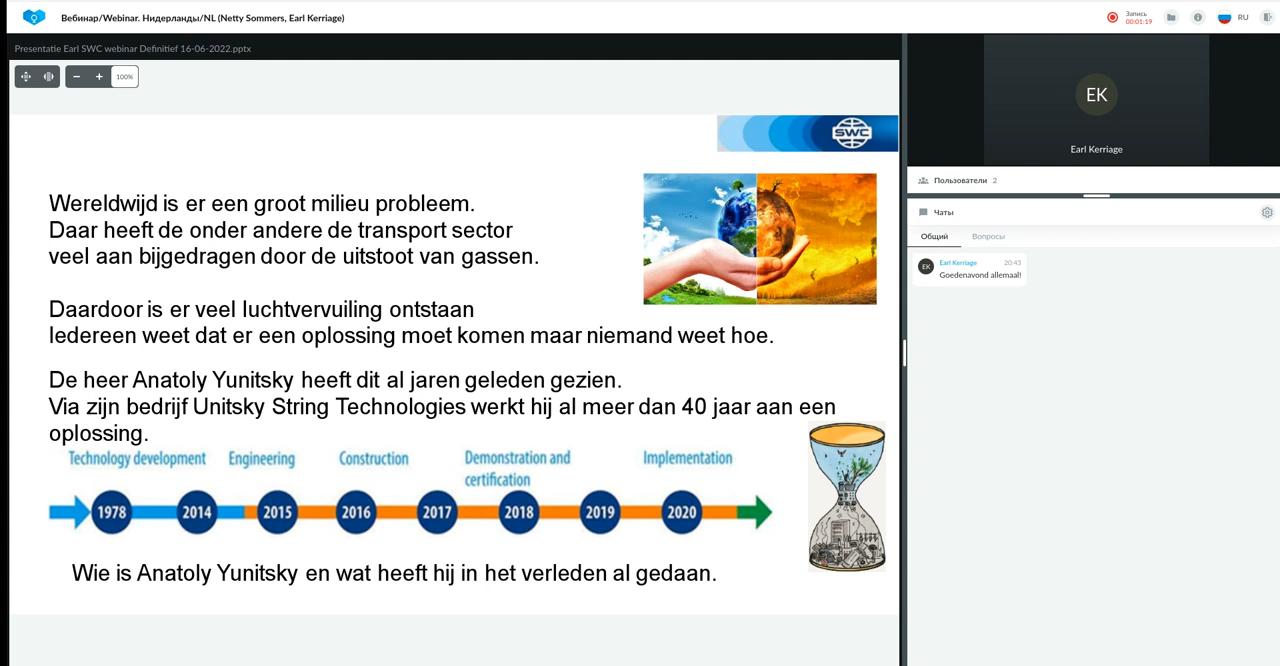 Вебинар/Webinar. Нидерланды/NL (Netty Sommers, Earl Kerriage)
Запись
00:01:19
RU
Presentatie Earl SWC webinar Definitief 16-06-2022.pptx
100%
SWC
Wereldwijd is er een groot milieu probleem.
Daar heeft de onder andere de transport sector
veel aan bijgedragen door de uitstoot van gassen.
Daardoor is er veel luchtvervuiling ontstaan
Iedereen weet dat er een oplossing moet komen maar niemand weet hoe.
De heer Anatoly Yunitsky heeft dit al jaren geleden gezien.
Via zijn bedrijf Unitsky String Technologies werkt hij al meer dan 40 jaar aan een
oplossing.
Technology development Engineering Construction Demonstration and certification Implementation
1978 2014 2015 2016 2017 2018 2019 2020
Wie is Anatoly Yunitsky en wat heeft hij in het verleden al gedaan.
EK
Earl Kerriage
Пользователи 2
Чаты
Общий Вопросы
EK
Earl Kerriage 20:43
Goedenavond allemaal!